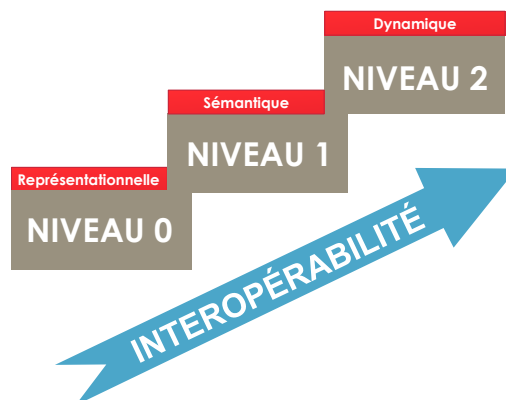 Dynamique
NIVEAU 2
Sémantique
NIVEAU 1
Représentationnelle
NIVEAU 0
INTEROPÉRABILITÉ